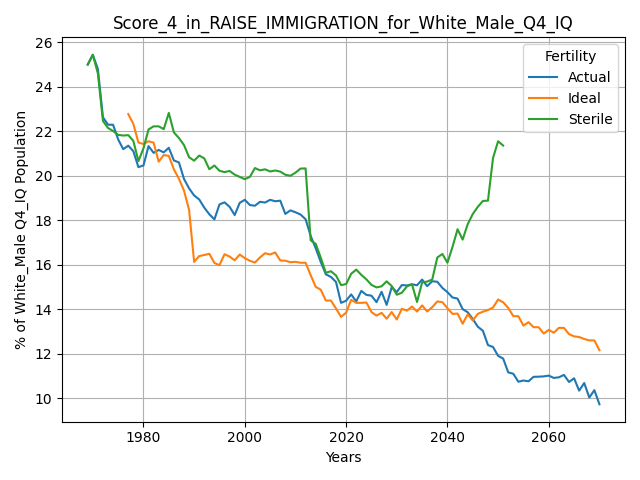 Score_4_in_RAISE_IMMIGRATION_for_White_Male_Q4_IQ
% of White_Male Q4_IQ Population
26
24
22
20
18
16
14
12
10
Fertility
Actual
Ideal
Sterile
1980 2000 2020 2040 2060
Years